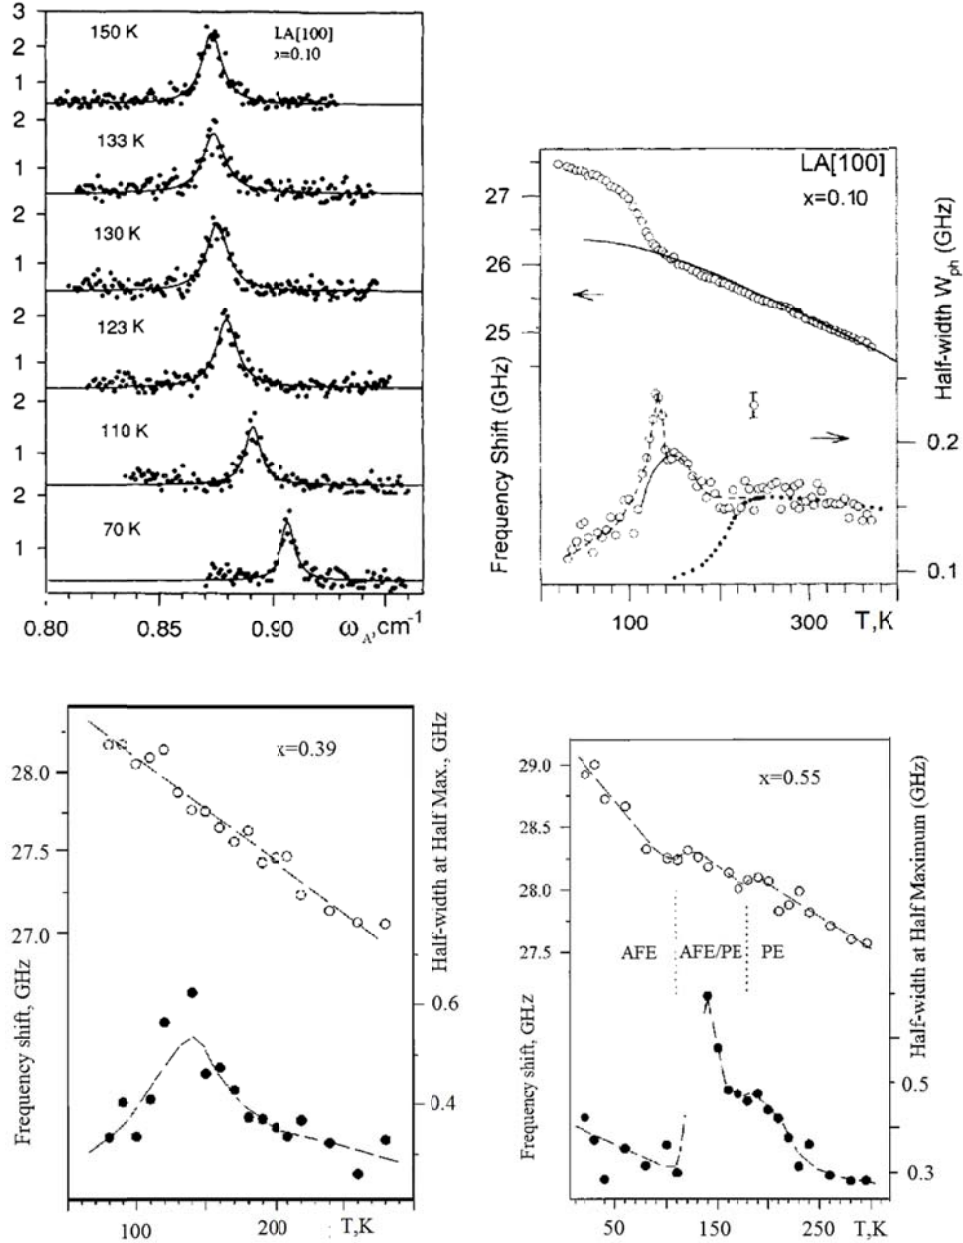 3
2
1
150 K
LA[100]
x=0.10
2
1
133 K
2
1
130 K
2
1
123 K
2
1
110 K
2
1
70 K
0.80
0.85
0.90
ω_A,cm⁻¹
LA[100]
x=0.10
27
26
25
Frequency Shift (GHz)
Half-width W_ph (GHz)
0.2
0.1
100
300
T,K
x=0.39
28.0
27.5
27.0
Frequency shift, GHz
Half-width at Half Max., GHz
0.6
0.4
100
200
T,K
x=0.55
29.0
28.5
28.0
27.5
AFE
AFE/PE
PE
Frequency shift, GHz
Half-width at Half Maximum (GHz)
0.5
0.3
50
150
250
T,K